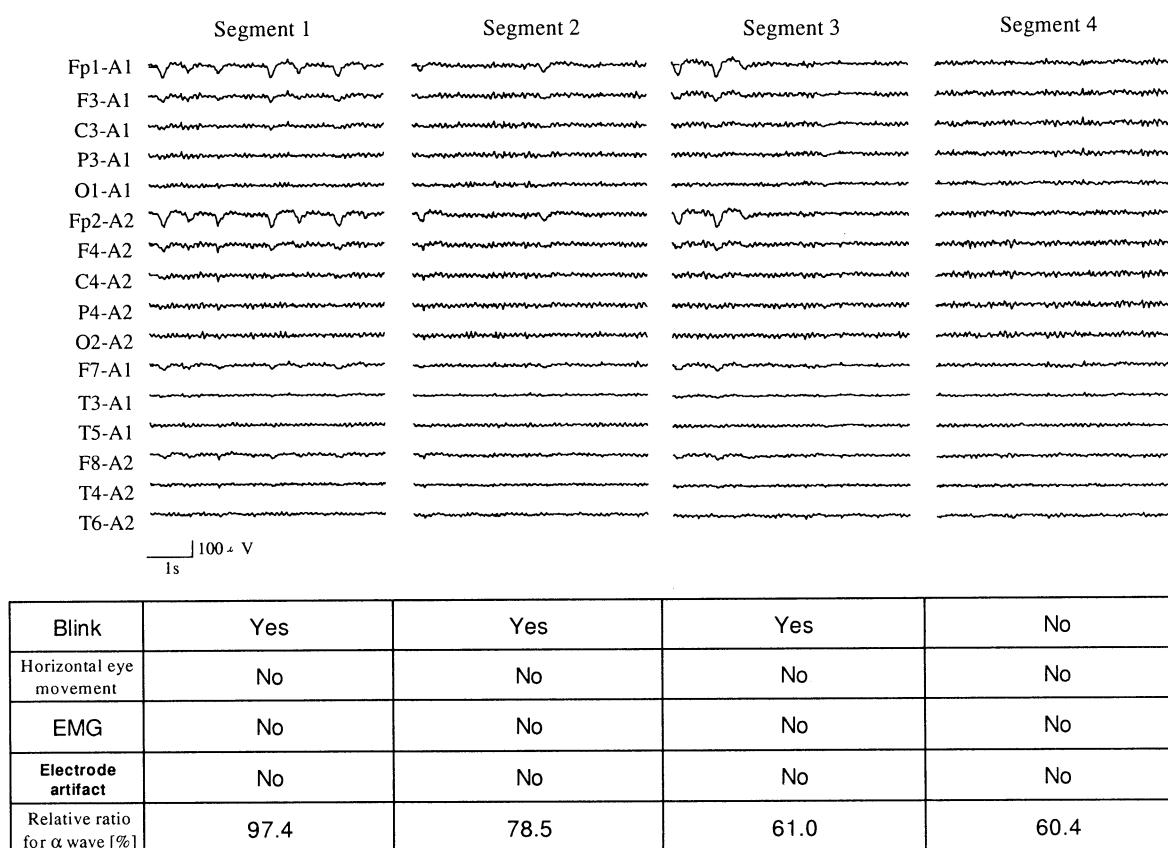 Segment 1 Segment 2 Segment 3 Segment 4
Fp1-A1
F3-A1
C3-A1
P3-A1
O1-A1
Fp2-A2
F4-A2
C4-A2
P4-A2
O2-A2
F7-A1
T3-A1
T5-A1
F8-A2
T4-A2
T6-A2
100 μ V
1s
Blink Yes Yes Yes No
Horizontal eye
movement No No No No
EMG No No No No
Electrode
artifact No No No No
Relative ratio
for α wave [%] 97.4 78.5 61.0 60.4